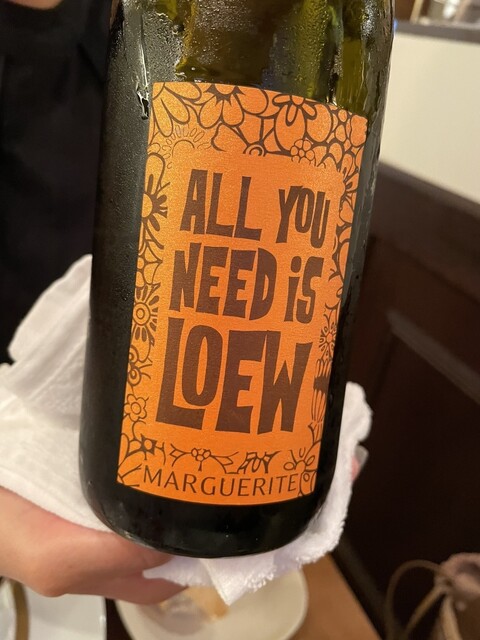 ALL YOU
NEED iS
LOEW
MARGUERITE